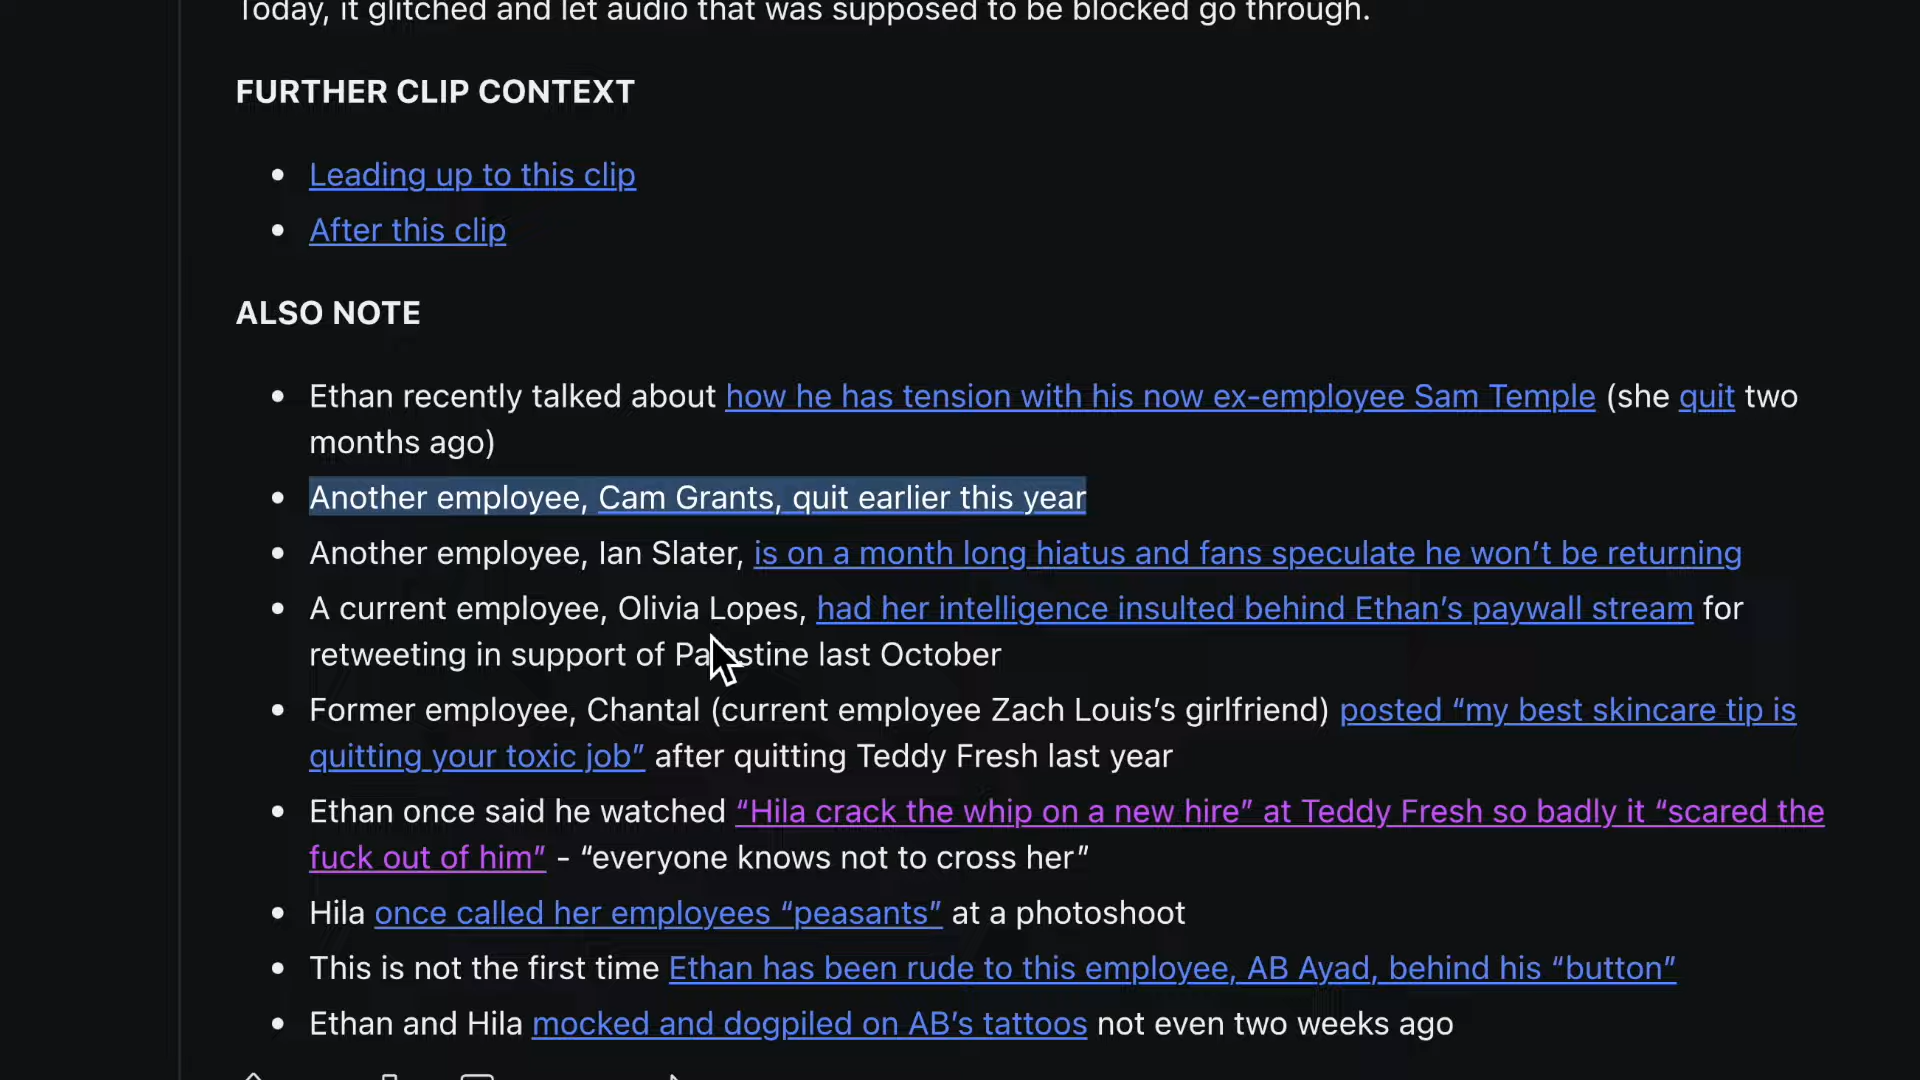 Today, it glitched and let audio that was supposed to be blocked go through.
FURTHER CLIP CONTEXT
Leading up to this clip
After this clip
ALSO NOTE
Ethan recently talked about how he has tension with his now ex-employee Sam Temple (she quit two
months ago)
Another employee, Cam Grants, quit earlier this year
Another employee, Ian Slater, is on a month long hiatus and fans speculate he won’t be returning
A current employee, Olivia Lopes, had her intelligence insulted behind Ethan’s paywall stream for
retweeting in support of Palestine last October
Former employee, Chantal (current employee Zach Louis’s girlfriend) posted “my best skincare tip is
quitting your toxic job” after quitting Teddy Fresh last year
Ethan once said he watched “Hila crack the whip on a new hire” at Teddy Fresh so badly it “scared the
fuck out of him” - “everyone knows not to cross her”
Hila once called her employees “peasants” at a photoshoot
This is not the first time Ethan has been rude to this employee, AB Ayad, behind his “button”
Ethan and Hila mocked and dogpiled on AB’s tattoos not even two weeks ago